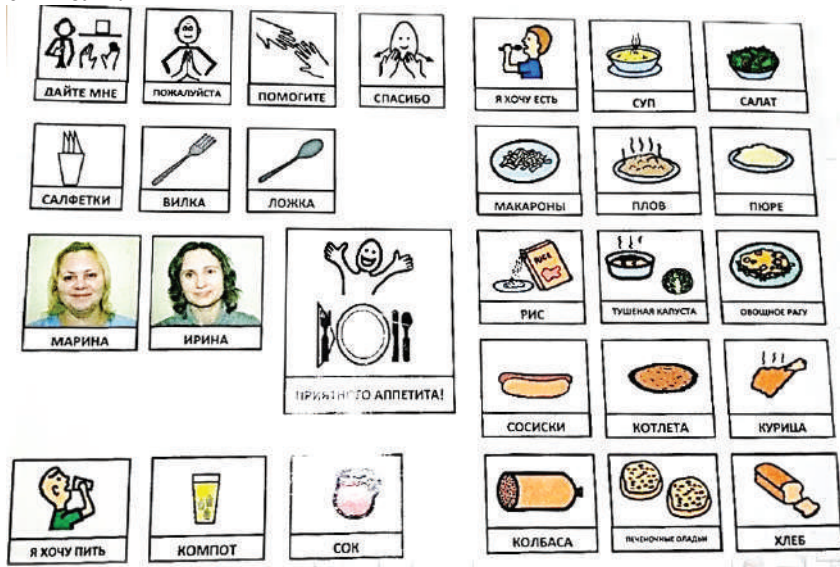 ДАЙТЕ МНЕ
ПОЖАЛУЙСТА
ПОМОГИТЕ
СПАСИБО
САЛФЕТКИ
ВИЛКА
ЛОЖКА
МАРИНА
ИРИНА
ПРИЯТНОГО АППЕТИТА!
Я ХОЧУ ПИТЬ
КОМПОТ
СОК
Я ХОЧУ ЕСТЬ
СУП
САЛАТ
МАКАРОНЫ
ПЛОВ
ПЮРЕ
RICE
РИС
ТУШЕНАЯ КАПУСТА
ОВОЩНОЕ РАГУ
СОСИСКИ
КОТЛЕТА
КУРИЦА
КОЛБАСА
ПЕЧЕНОЧНЫЕ ОЛАДЬИ
ХЛЕБ